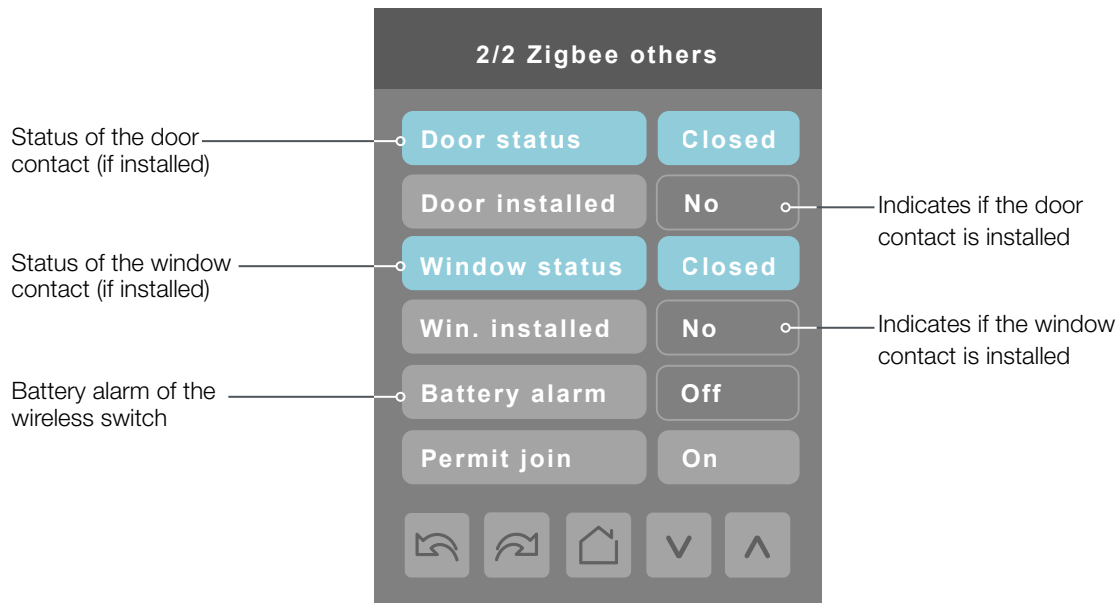 2/2 Zigbee others
Status of the door
contact (if installed)
Door status Closed
Door installed No
Indicates if the door
contact is installed
Status of the window
contact (if installed)
Window status Closed
Win. installed No
Indicates if the window
contact is installed
Battery alarm of the
wireless switch
Battery alarm Off
Permit join On